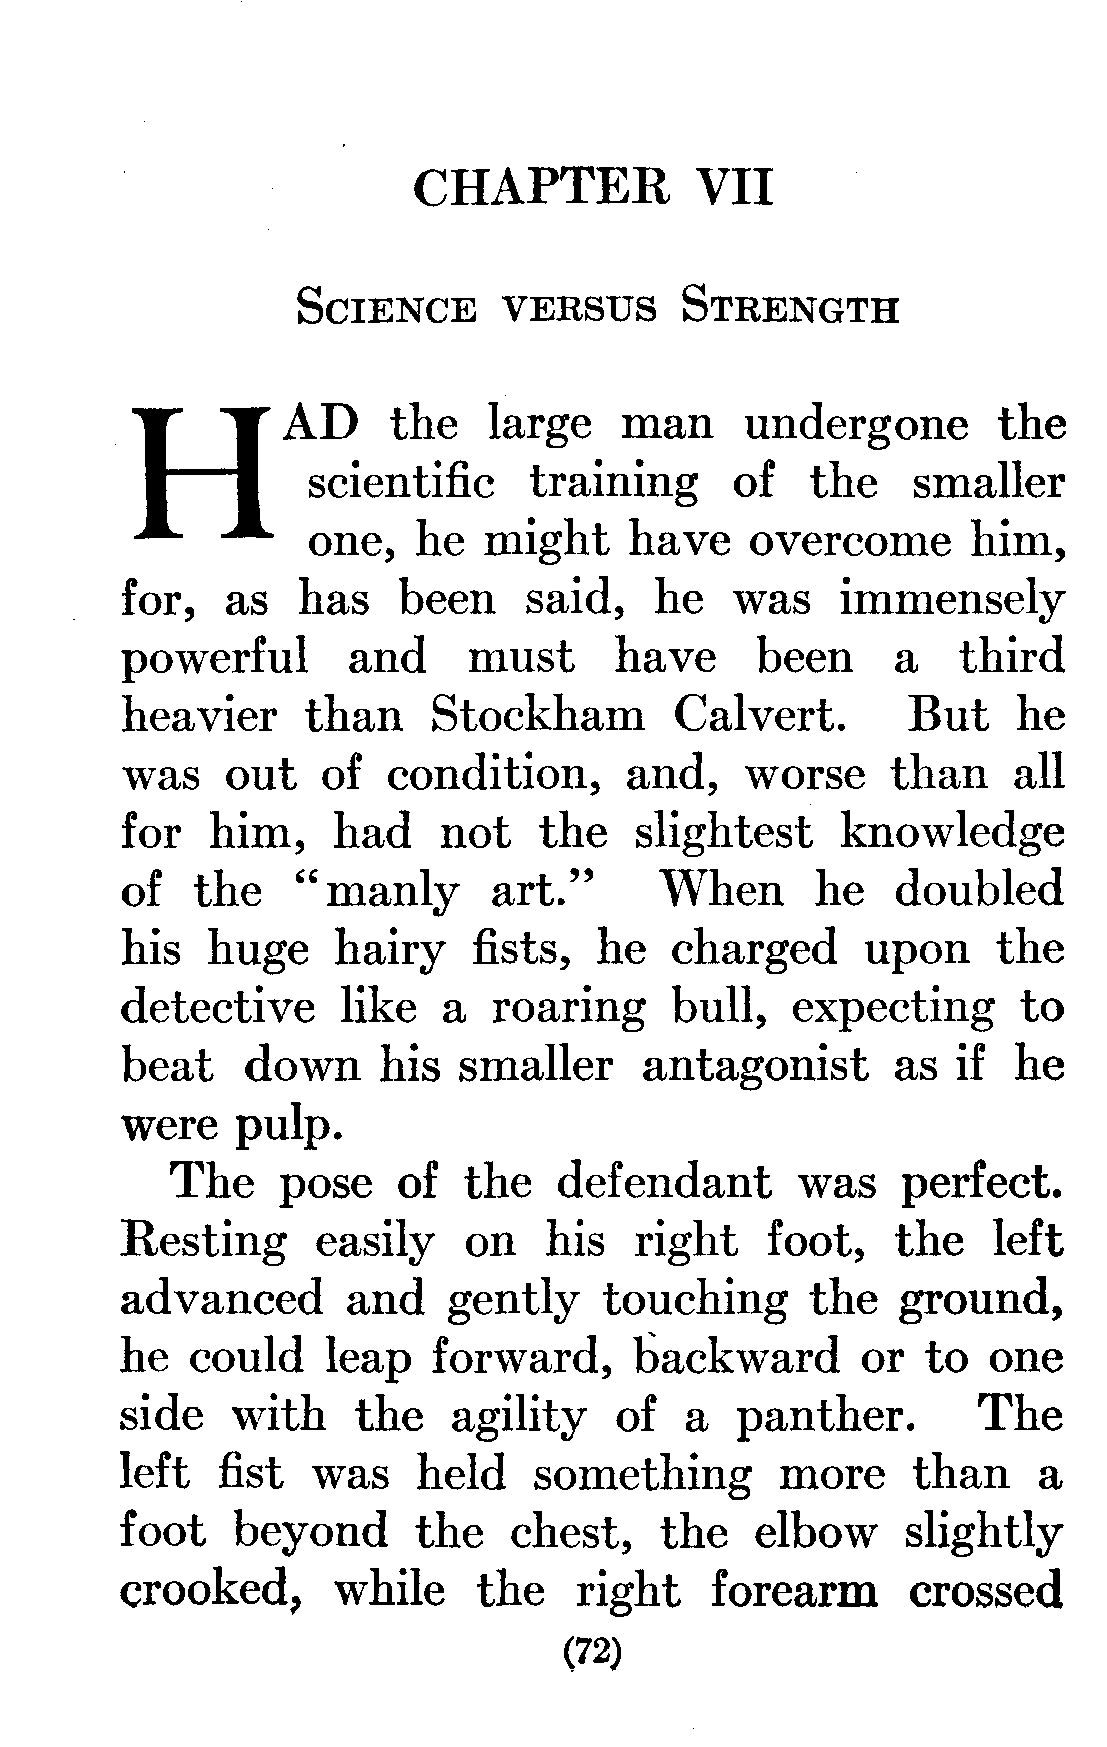 CHAPTER VII
SCIENCE VERSUS STRENGTH
HAD the large man undergone the
scientific training of the smaller
one, he might have overcome him,
for, as has been said, he was immensely
powerful and must have been a third
heavier than Stockham Calvert. But he
was out of condition, and, worse than all
for him, had not the slightest knowledge
of the “manly art.” When he doubled
his huge hairy fists, he charged upon the
detective like a roaring bull, expecting to
beat down his smaller antagonist as if he
were pulp.
The pose of the defendant was perfect.
Resting easily on his right foot, the left
advanced and gently touching the ground,
he could leap forward, backward or to one
side with the agility of a panther. The
left fist was held something more than a
foot beyond the chest, the elbow slightly
crooked, while the right forearm crossed
(72)